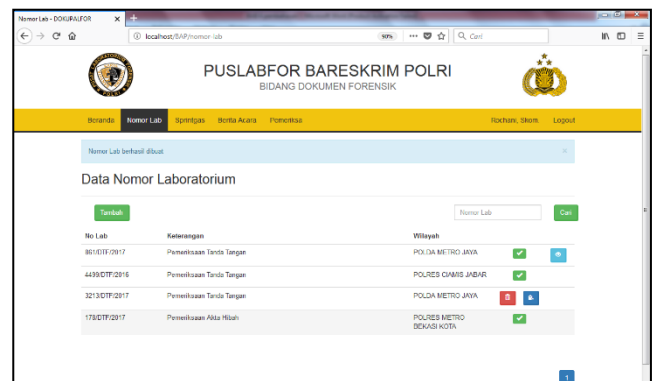 Nomor Lab - DOKUPALFOR
localhost/BAP/nomor-lab
90%
Cari
PUSLABFOR BARESKRIM POLRI
BIDANG DOKUMEN FORENSIK
Beranda Nomor Lab Sprintgas Berita Acara Pemeriksa Rochani, Skom. Logout
Nomor Lab berhasil dibuat
Data Nomor Laboratorium
Tambah Nomor Lab Cari
No Lab Keterangan Wilayah
861/DTF/2017 Pemeriksaan Tanda Tangan POLDA METRO JAYA
4499/DTF/2016 Pemeriksaan Tanda Tangan POLRES CIAMIS JABAR
3213/DTF/2017 Pemeriksaan Tanda Tangan POLDA METRO JAYA
178/DTF/2017 Pemeriksaan Akta Hibah POLRES METRO
BEKASI KOTA
1